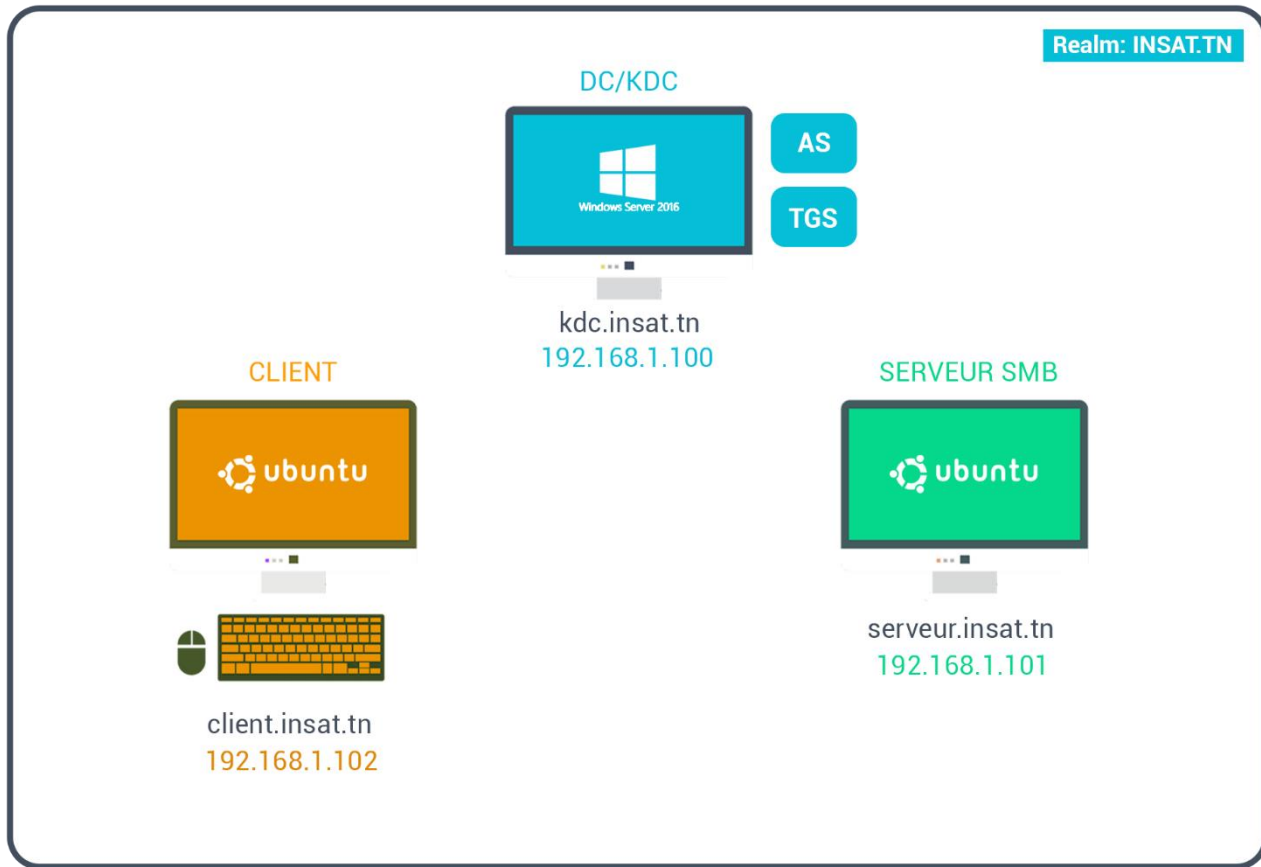 Realm: INSAT.TN
DC/KDC
Windows Server 2016
AS
TGS
kdc.insat.tn
192.168.1.100
CLIENT
ubuntu
client.insat.tn
192.168.1.102
SERVEUR SMB
ubuntu
serveur.insat.tn
192.168.1.101